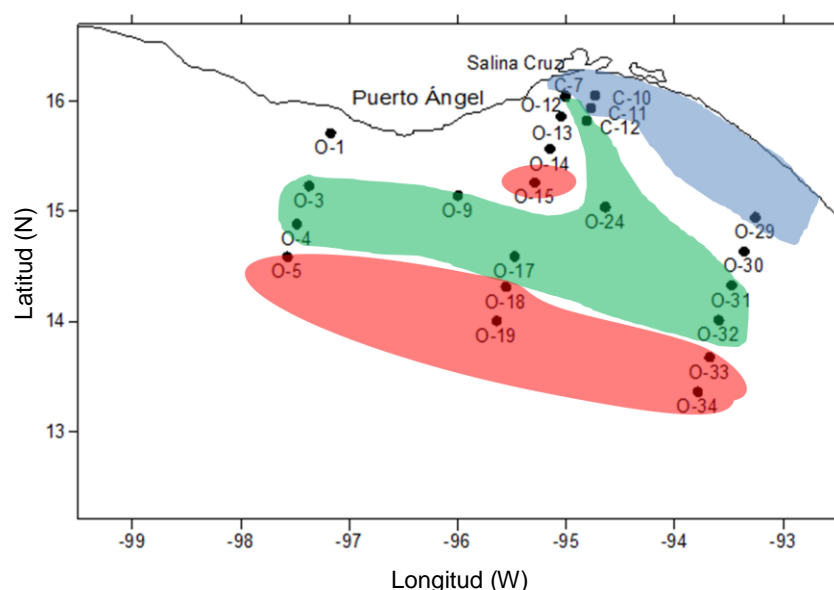 Salina Cruz
C-7
C-10
Puerto Ángel
O-12
C-11
C-12
O-13
O-1
O-14
O-15
O-3
O-9
O-24
O-29
O-4
O-30
O-5
O-17
O-31
O-18
O-32
O-19
O-33
O-34
16
15
14
13
Latitud (N)
-99 -98 -97 -96 -95 -94 -93
Longitud (W)